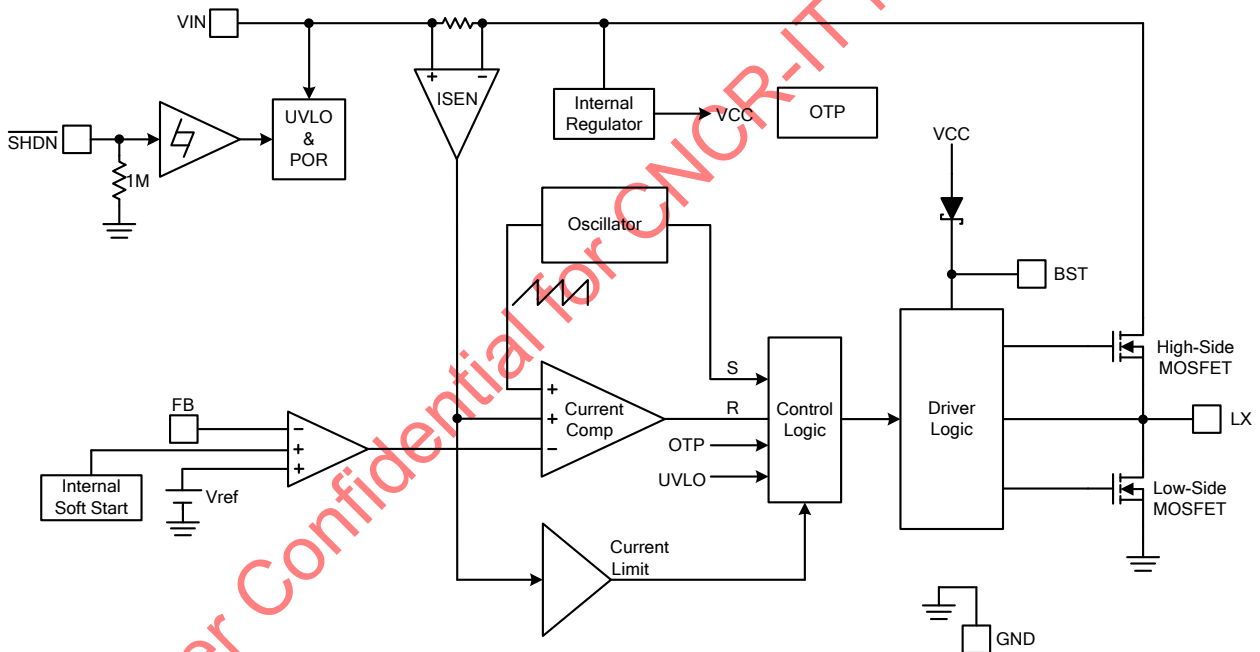 VIN
ISEN
UVLO
&
POR
SHDN
1M
Internal
Regulator
VCC
OTP
VCC
Oscillator
BST
High-Side
MOSFET
S
R
Current
Comp
Control
Logic
Driver
Logic
LX
FB
OTP
UVLO
Internal
Soft Start
Vref
Low-Side
MOSFET
Current
Limit
GND
Confidential for CNCR-IT